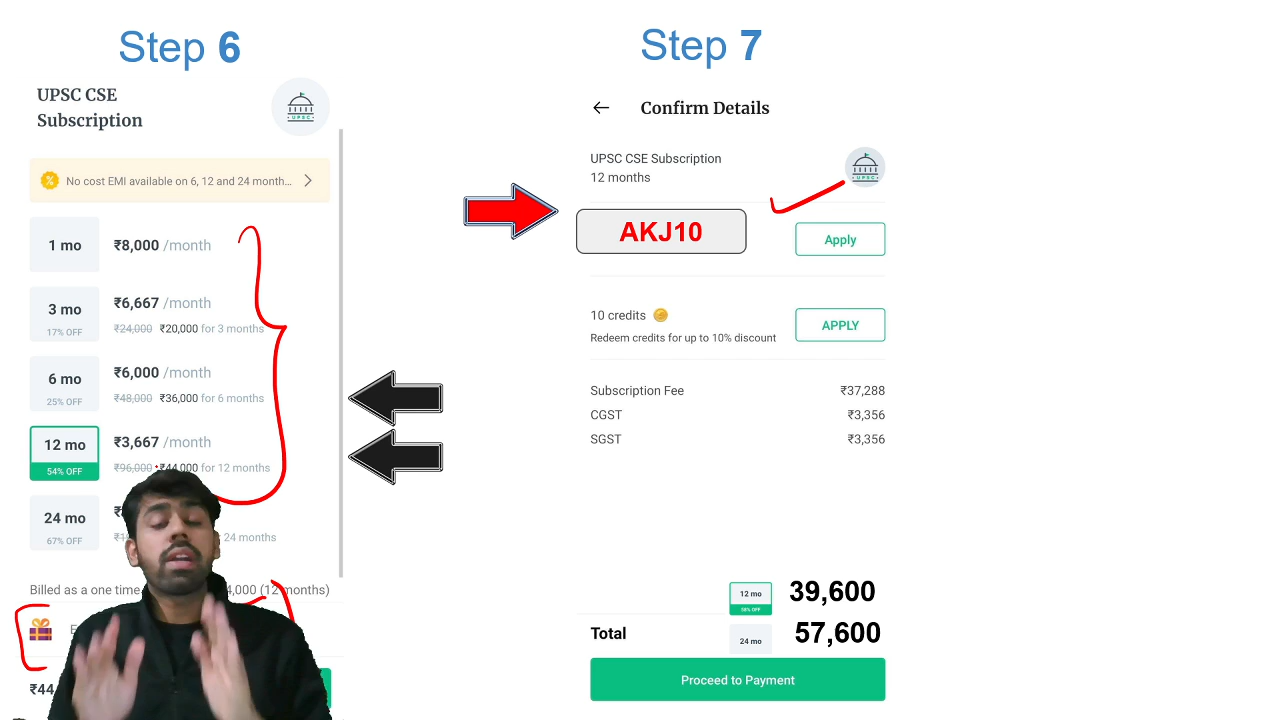 Step 6
UPSC CSE
Subscription
UPSC
No cost EMI available on 6, 12 and 24 month...
1 mo
₹8,000 /month
3 mo
17% OFF
₹6,667 /month
₹24,000 ₹20,000 for 3 months
6 mo
25% OFF
₹6,000 /month
₹48,000 ₹36,000 for 6 months
12 mo
54% OFF
₹3,667 /month
₹96,000 ₹44,000 for 12 months
24 mo
67% OFF
24 months
Billed as a one time 4,000 (12 months)
₹44
Step 7
Confirm Details
UPSC CSE Subscription
12 months
UPSC
AKJ10
Apply
10 credits
Redeem credits for up to 10% discount
APPLY
Subscription Fee ₹37,288
CGST ₹3,356
SGST ₹3,356
12 mo
39,600
Total
24 mo
57,600
Proceed to Payment